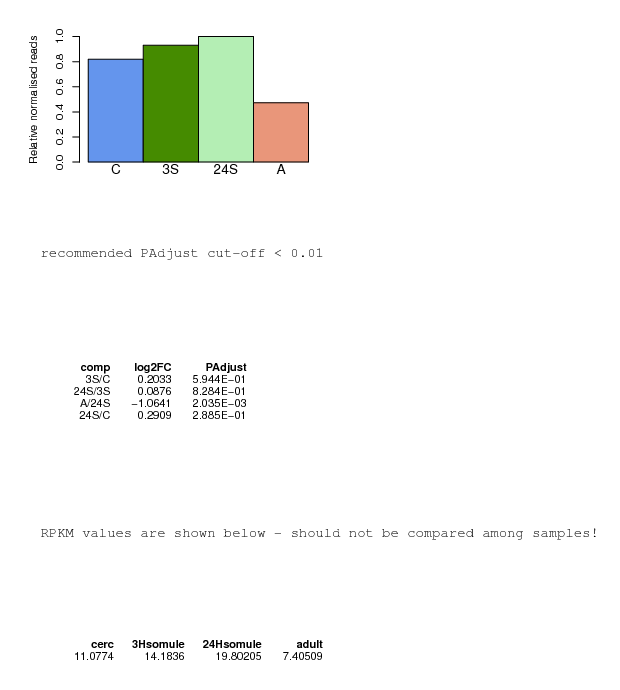 Relative normalised reads
1.0
0.8
0.6
0.4
0.2
0.0
C 3S 24S A
recommended PAdjust cut-off < 0.01
comp log2FC PAdjust
3S/C 0.2033 5.944E−01
24S/3S 0.0876 8.284E−01
A/24S −1.0641 2.035E−03
24S/C 0.2909 2.885E−01
RPKM values are shown below - should not be compared among samples!
cerc 3Hsomule 24Hsomule adult
11.0774 14.1836 19.80205 7.40509